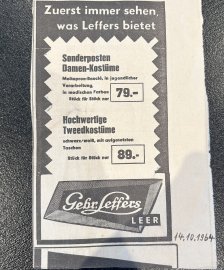 Zuerst immer sehen,
was Leffers bietet
Sonderposten
Damen-Kostüme
in jugendlicher
Verarbeitung,
in modischen Farben
Stück für Stück nur
79.-
Hochwertige
Tweedkostüme
schwarz/weiß, mit aufgesetzten
Taschen
Stück für Stück nur
89.-
Gebr. Leffers
LEER
14.10.1964